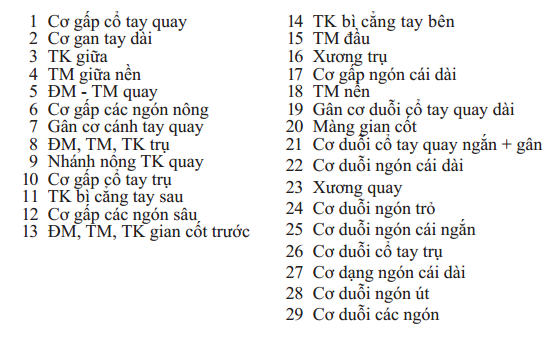 1 Cơ gấp cổ tay quay
2 Cơ gan tay dài
3 TK giữa
4 TM giữa nền
5 ĐM - TM quay
6 Cơ gấp các ngón nông
7 Gân cơ cánh tay quay
8 ĐM, TM, TK trụ
9 Nhánh nông TK quay
10 Cơ gấp cổ tay trụ
11 TK bì cẳng tay sau
12 Cơ gấp các ngón sâu
13 ĐM, TM, TK gian cốt trước
14 TK bì cẳng tay bên
15 TM đầu
16 Xương trụ
17 Cơ gấp ngón cái dài
18 TM nền
19 Gân cơ duỗi cổ tay quay dài
20 Màng gian cốt
21 Cơ duỗi cổ tay quay ngắn + gân
22 Cơ duỗi ngón cái dài
23 Xương quay
24 Cơ duỗi ngón trỏ
25 Cơ duỗi ngón cái ngắn
26 Cơ duỗi cổ tay trụ
27 Cơ dạng ngón cái dài
28 Cơ duỗi ngón út
29 Cơ duỗi các ngón